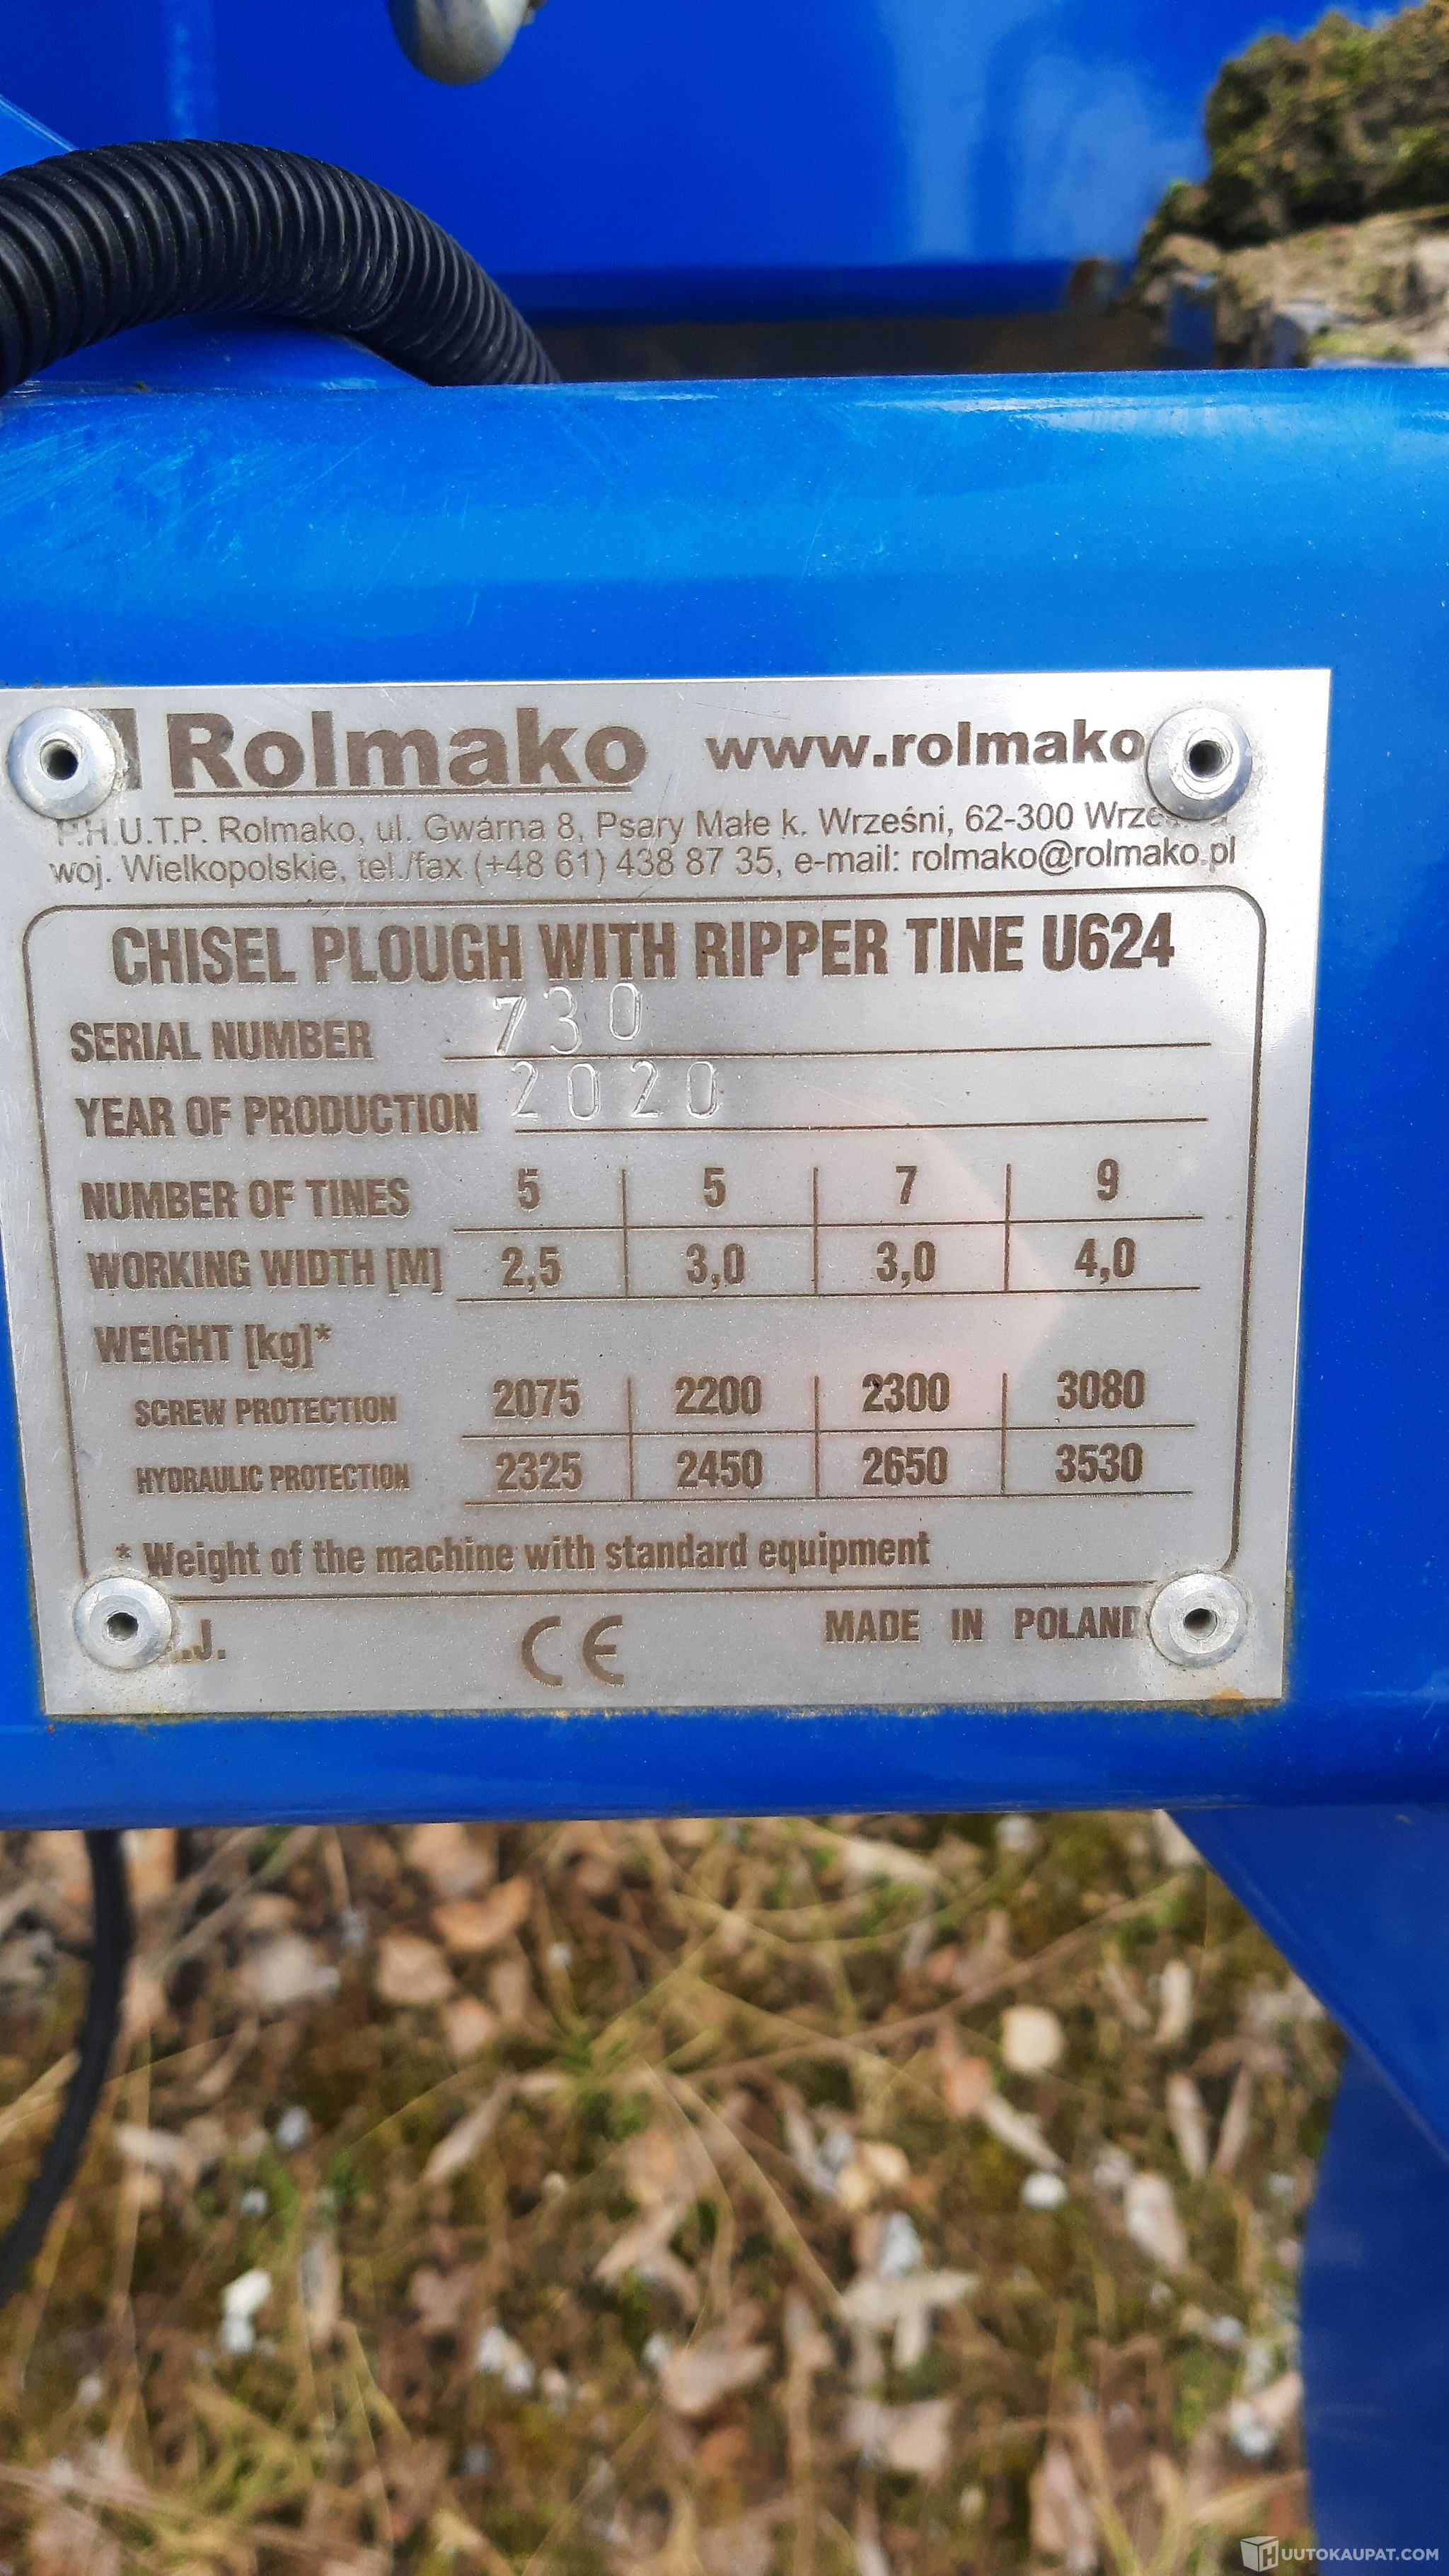 Rolmako www.rolmako
P.H.U.T.P. Rolmako, ul. Gwarna 8, Psary Małe k. Wrześni, 62-300
woj. Wielkopolskie, tel./fax (+48 61) 438 87 35, e-mail: rolmako@rolmako.pl
CHISEL PLOUGH WITH RIPPER TINE U624
SERIAL NUMBER 730
YEAR OF PRODUCTION 2020
NUMBER OF TINES 5 5 7 9
WORKING WIDTH [M] 2,5 3,0 3,0 4,0
WEIGHT [kg]*
SCREW PROTECTION 2075 2200 2300 3080
HYDRAULIC PROTECTION 2325 2450 2650 3530
* Weight of the machine with standard equipment
.J. CE MADE IN POLAND
HUUTOKAUPAT.COM